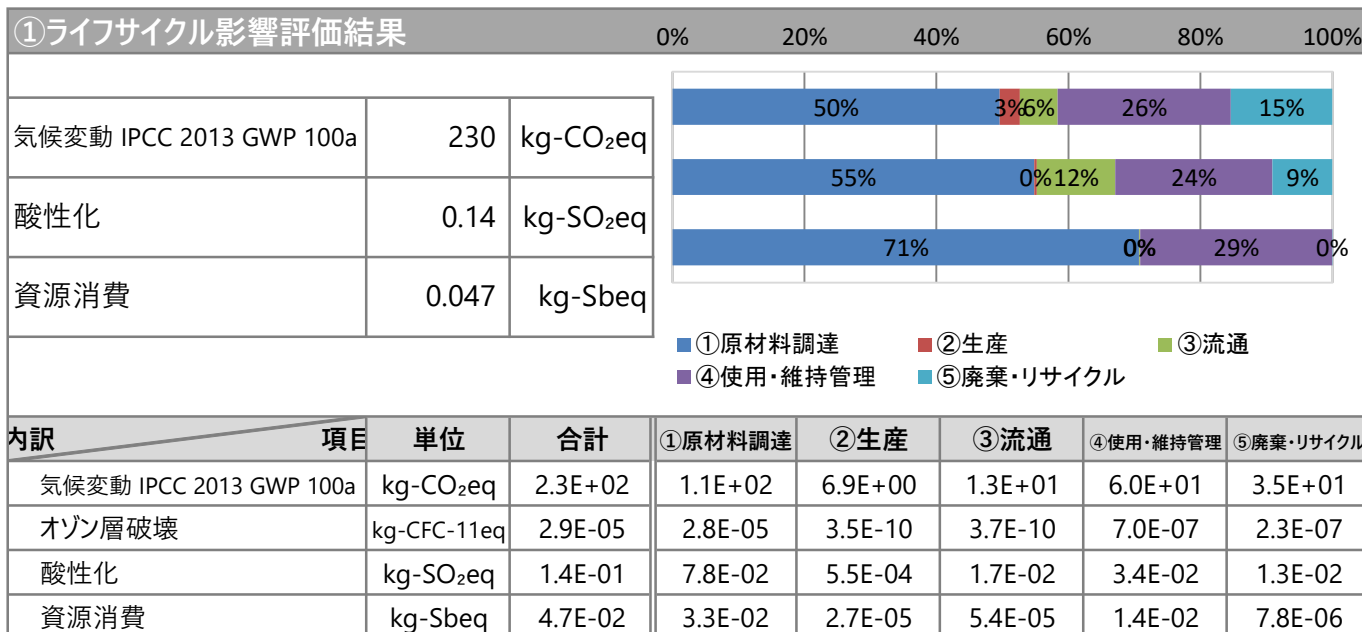 ①ライフサイクル影響評価結果
0% 20% 40% 60% 80% 100%
気候変動 IPCC 2013 GWP 100a 230 kg-CO₂eq
50% 3% 6% 26% 15%
酸性化 0.14 kg-SO₂eq
55% 0% 12% 24% 9%
資源消費 0.047 kg-Sbeq
71% 0% 0% 29% 0%
①原材料調達 ②生産 ③流通
④使用・維持管理 ⑤廃棄・リサイクル
内訳 項目 単位 合計 ①原材料調達 ②生産 ③流通 ④使用・維持管理 ⑤廃棄・リサイクル
気候変動 IPCC 2013 GWP 100a kg-CO₂eq 2.3E+02 1.1E+02 6.9E+00 1.3E+01 6.0E+01 3.5E+01
オゾン層破壊 kg-CFC-11eq 2.9E-05 2.8E-05 3.5E-10 3.7E-10 7.0E-07 2.3E-07
酸性化 kg-SO₂eq 1.4E-01 7.8E-02 5.5E-04 1.7E-02 3.4E-02 1.3E-02
資源消費 kg-Sbeq 4.7E-02 3.3E-02 2.7E-05 5.4E-05 1.4E-02 7.8E-06